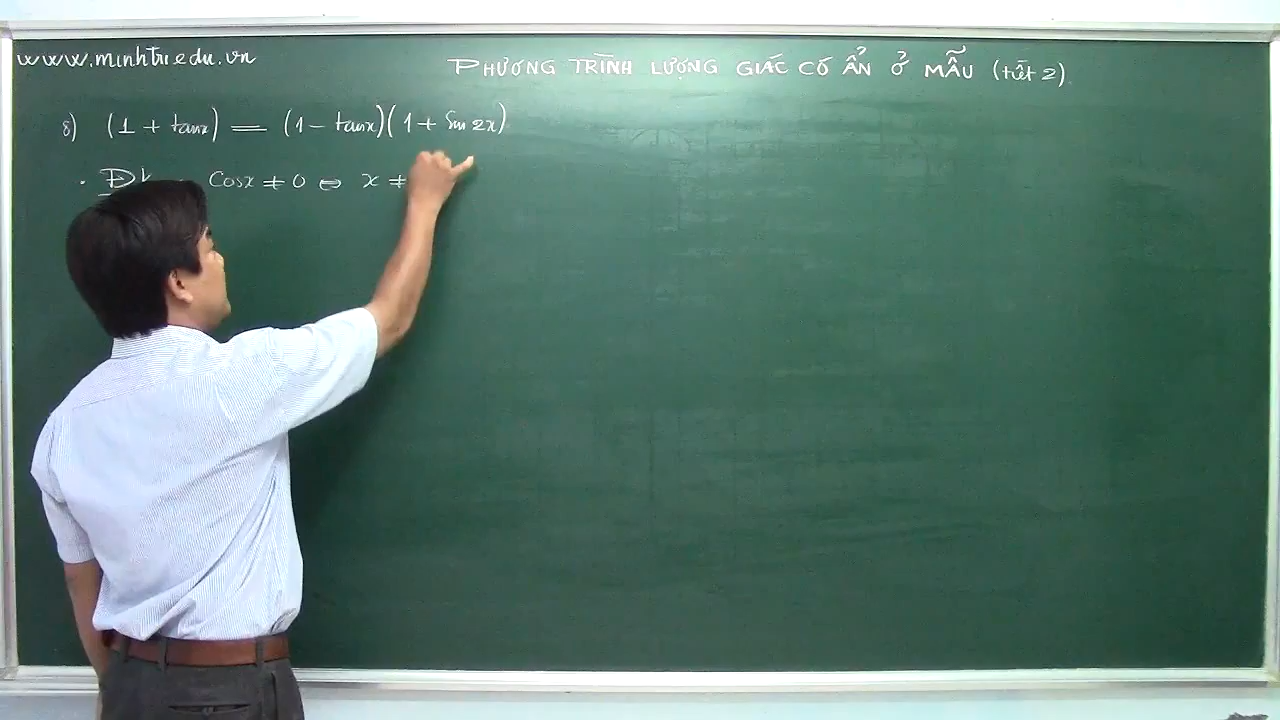 www.minhtri.edu.vn
PHƯƠNG TRÌNH LƯỢNG GIÁC CÓ ẨN Ở MẪU (tiết 2)
8) (1 + tanx) = (1 - tanx)(1 + sin 2x)
. Đk : cosx ≠ 0 ⇔ x ≠